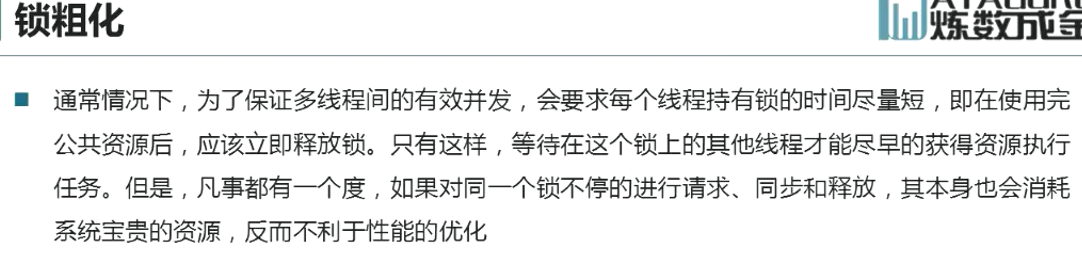 锁粗化
炼数成金
通常情况下，为了保证多线程间的有效并发，会要求每个线程持有锁的时间尽量短，即在使用完
公共资源后，应该立即释放锁。只有这样，等待在这个锁上的其他线程才能尽早的获得资源执行
任务。但是，凡事都有一个度，如果对同一个锁不停的进行请求、同步和释放，其本身也会消耗
系统宝贵的资源，反而不利于性能的优化